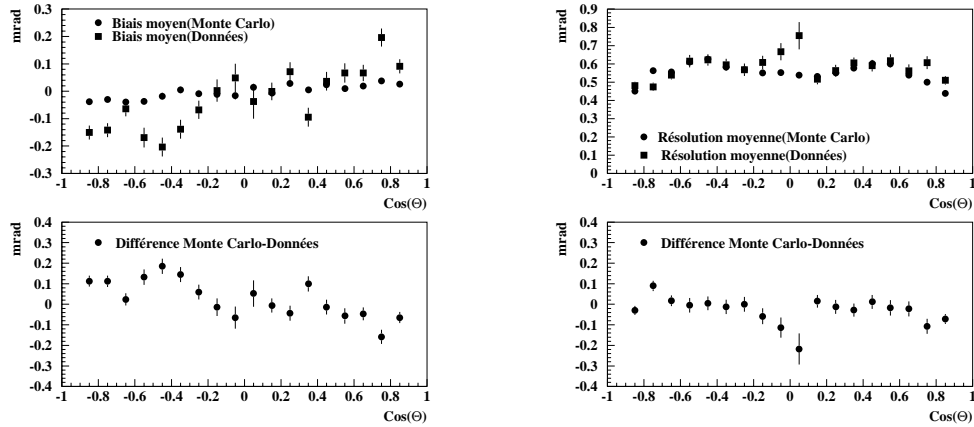 mrad
0.3
0.2
0.1
0
-0.1
-0.2
-0.3
Biais moyen(Monte Carlo)
Biais moyen(Données)
-1 -0.8 -0.6 -0.4 -0.2 0 0.2 0.4 0.6 0.8 1
Cos(Θ)
mrad
0.9
0.8
0.7
0.6
0.5
0.4
0.3
0.2
0.1
0
Résolution moyenne(Monte Carlo)
Résolution moyenne(Données)
-1 -0.8 -0.6 -0.4 -0.2 0 0.2 0.4 0.6 0.8 1
Cos(Θ)
mrad
0.4
0.3
0.2
0.1
0
-0.1
-0.2
-0.3
-0.4
Différence Monte Carlo-Données
-1 -0.8 -0.6 -0.4 -0.2 0 0.2 0.4 0.6 0.8 1
Cos(Θ)
mrad
0.4
0.3
0.2
0.1
0
-0.1
-0.2
-0.3
-0.4
Différence Monte Carlo-Données
-1 -0.8 -0.6 -0.4 -0.2 0 0.2 0.4 0.6 0.8 1
Cos(Θ)